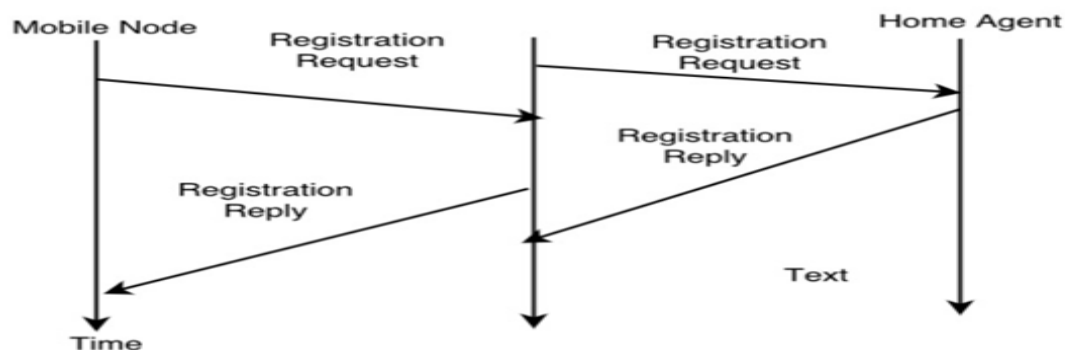 Mobile Node
Home Agent
Registration
Request
Registration
Request
Registration
Reply
Registration
Reply
Text
Time